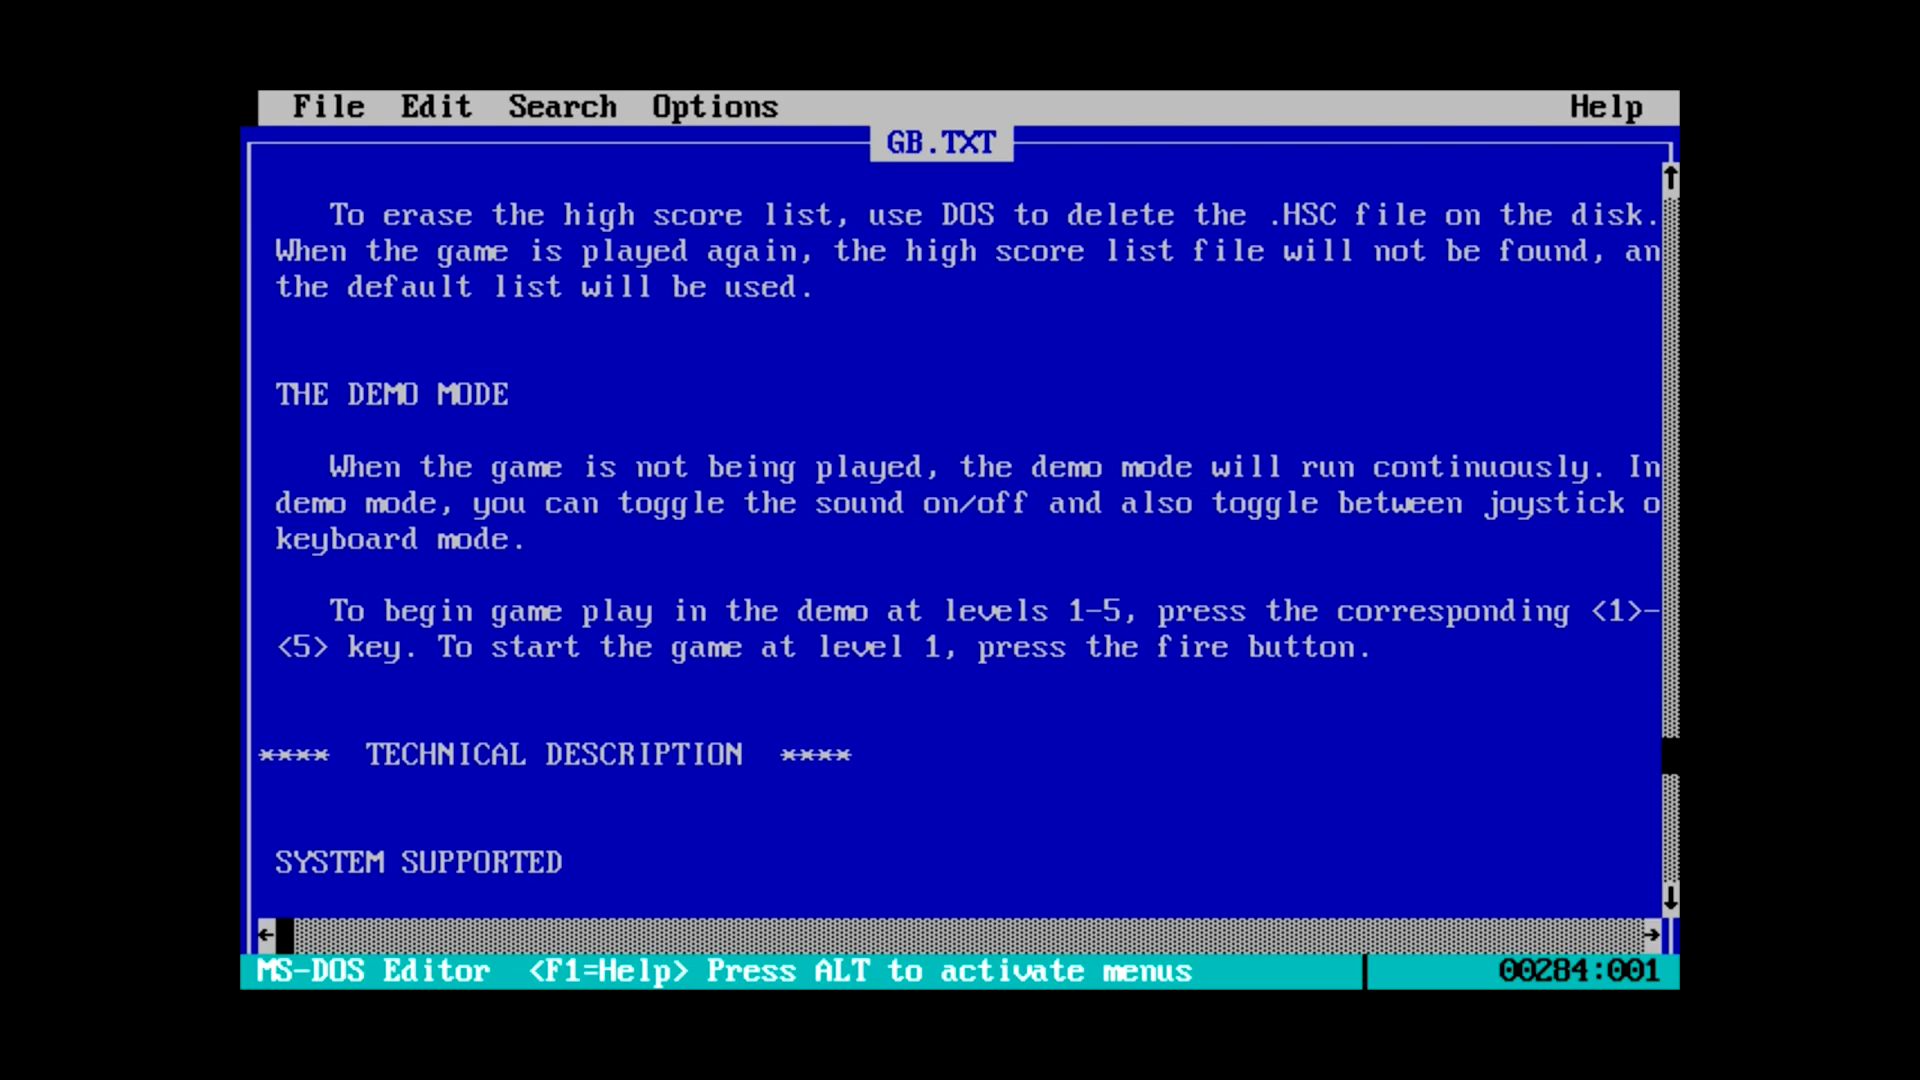 File Edit Search Options Help
GB.TXT
To erase the high score list, use DOS to delete the .HSC file on the disk.
When the game is played again, the high score list file will not be found, an
the default list will be used.
THE DEMO MODE
When the game is not being played, the demo mode will run continuously. In
demo mode, you can toggle the sound on/off and also toggle between joystick o
keyboard mode.
To begin game play in the demo at levels 1-5, press the corresponding <1>-
<5> key. To start the game at level 1, press the fire button.
**** TECHNICAL DESCRIPTION ****
SYSTEM SUPPORTED
MS-DOS Editor <F1=Help> Press ALT to activate menus 00284:001